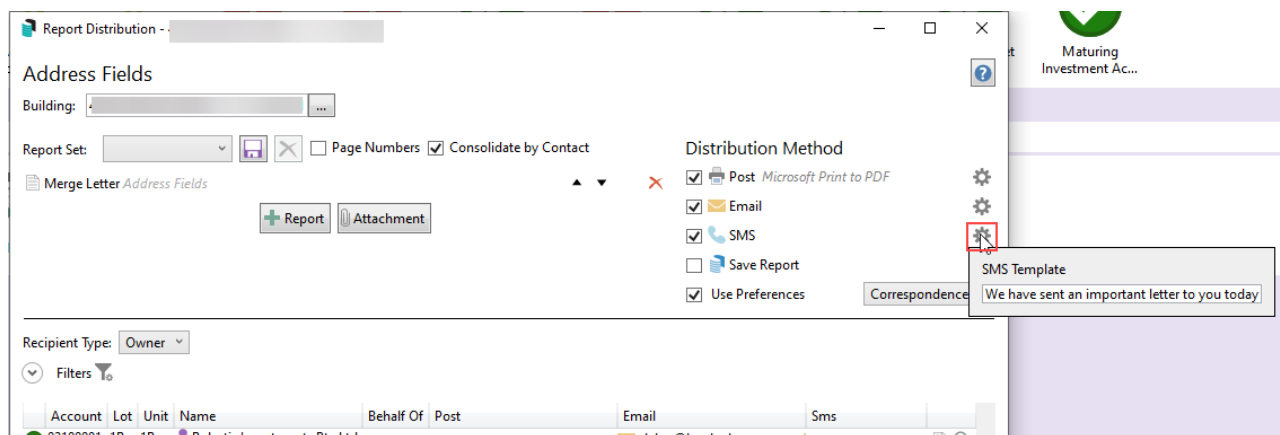 Report Distribution -
Maturing
Investment Ac...
Address Fields
Building:
...
Report Set:
Page Numbers
Consolidate by Contact
Distribution Method
Merge Letter Address Fields
Post Microsoft Print to PDF
Report
Attachment
Email
SMS
SMS Template
Save Report
We have sent an important letter to you today
Use Preferences
Correspondence
Recipient Type: Owner
Filters
Account Lot Unit Name Behalf Of Post Email Sms